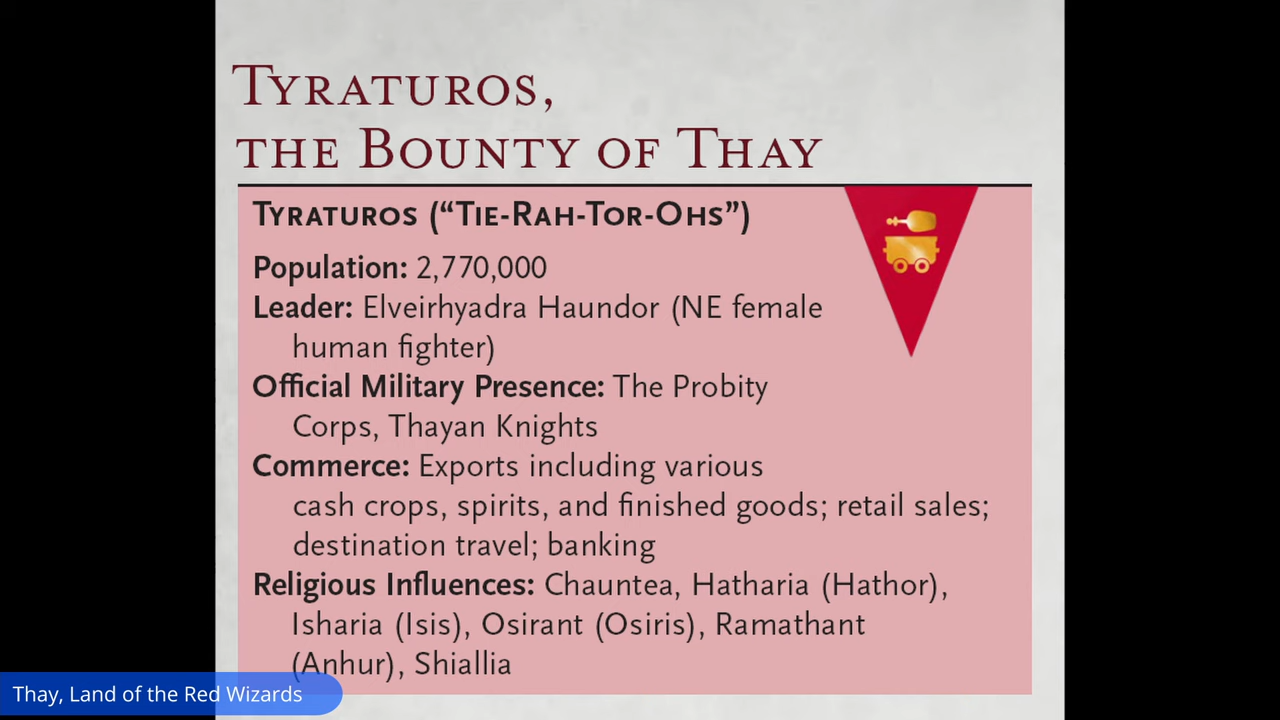 Tyraturos,
the Bounty of Thay
Tyraturos (“Tie-Rah-Tor-Ohs”)
Population: 2,770,000
Leader: Elveirhyadra Haundor (NE female
human fighter)
Official Military Presence: The Probity
Corps, Thayan Knights
Commerce: Exports including various
cash crops, spirits, and finished goods; retail sales;
destination travel; banking
Religious Influences: Chauntea, Hatharia (Hathor),
Isharia (Isis), Osirant (Osiris), Ramathant
(Anhur), Shiallia
Thay, Land of the Red Wizards